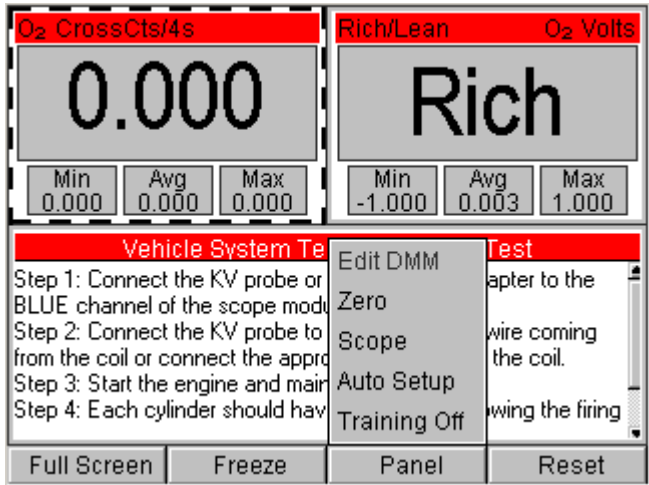 O₂ CrossCts/4s
0.000
Min Avg Max
0.000 0.000 0.000
Rich/Lean O₂ Volts
Rich
Min Avg Max
-1.000 0.003 1.000
Vehicle System Te Test
Step 1: Connect the KV probe or apter to the
BLUE channel of the scope modu
Step 2: Connect the KV probe to wire coming
from the coil or connect the appro the coil.
Step 3: Start the engine and main
Step 4: Each cylinder should hav wing the firing
Edit DMM
Zero
Scope
Auto Setup
Training Off
Full Screen Freeze Panel Reset